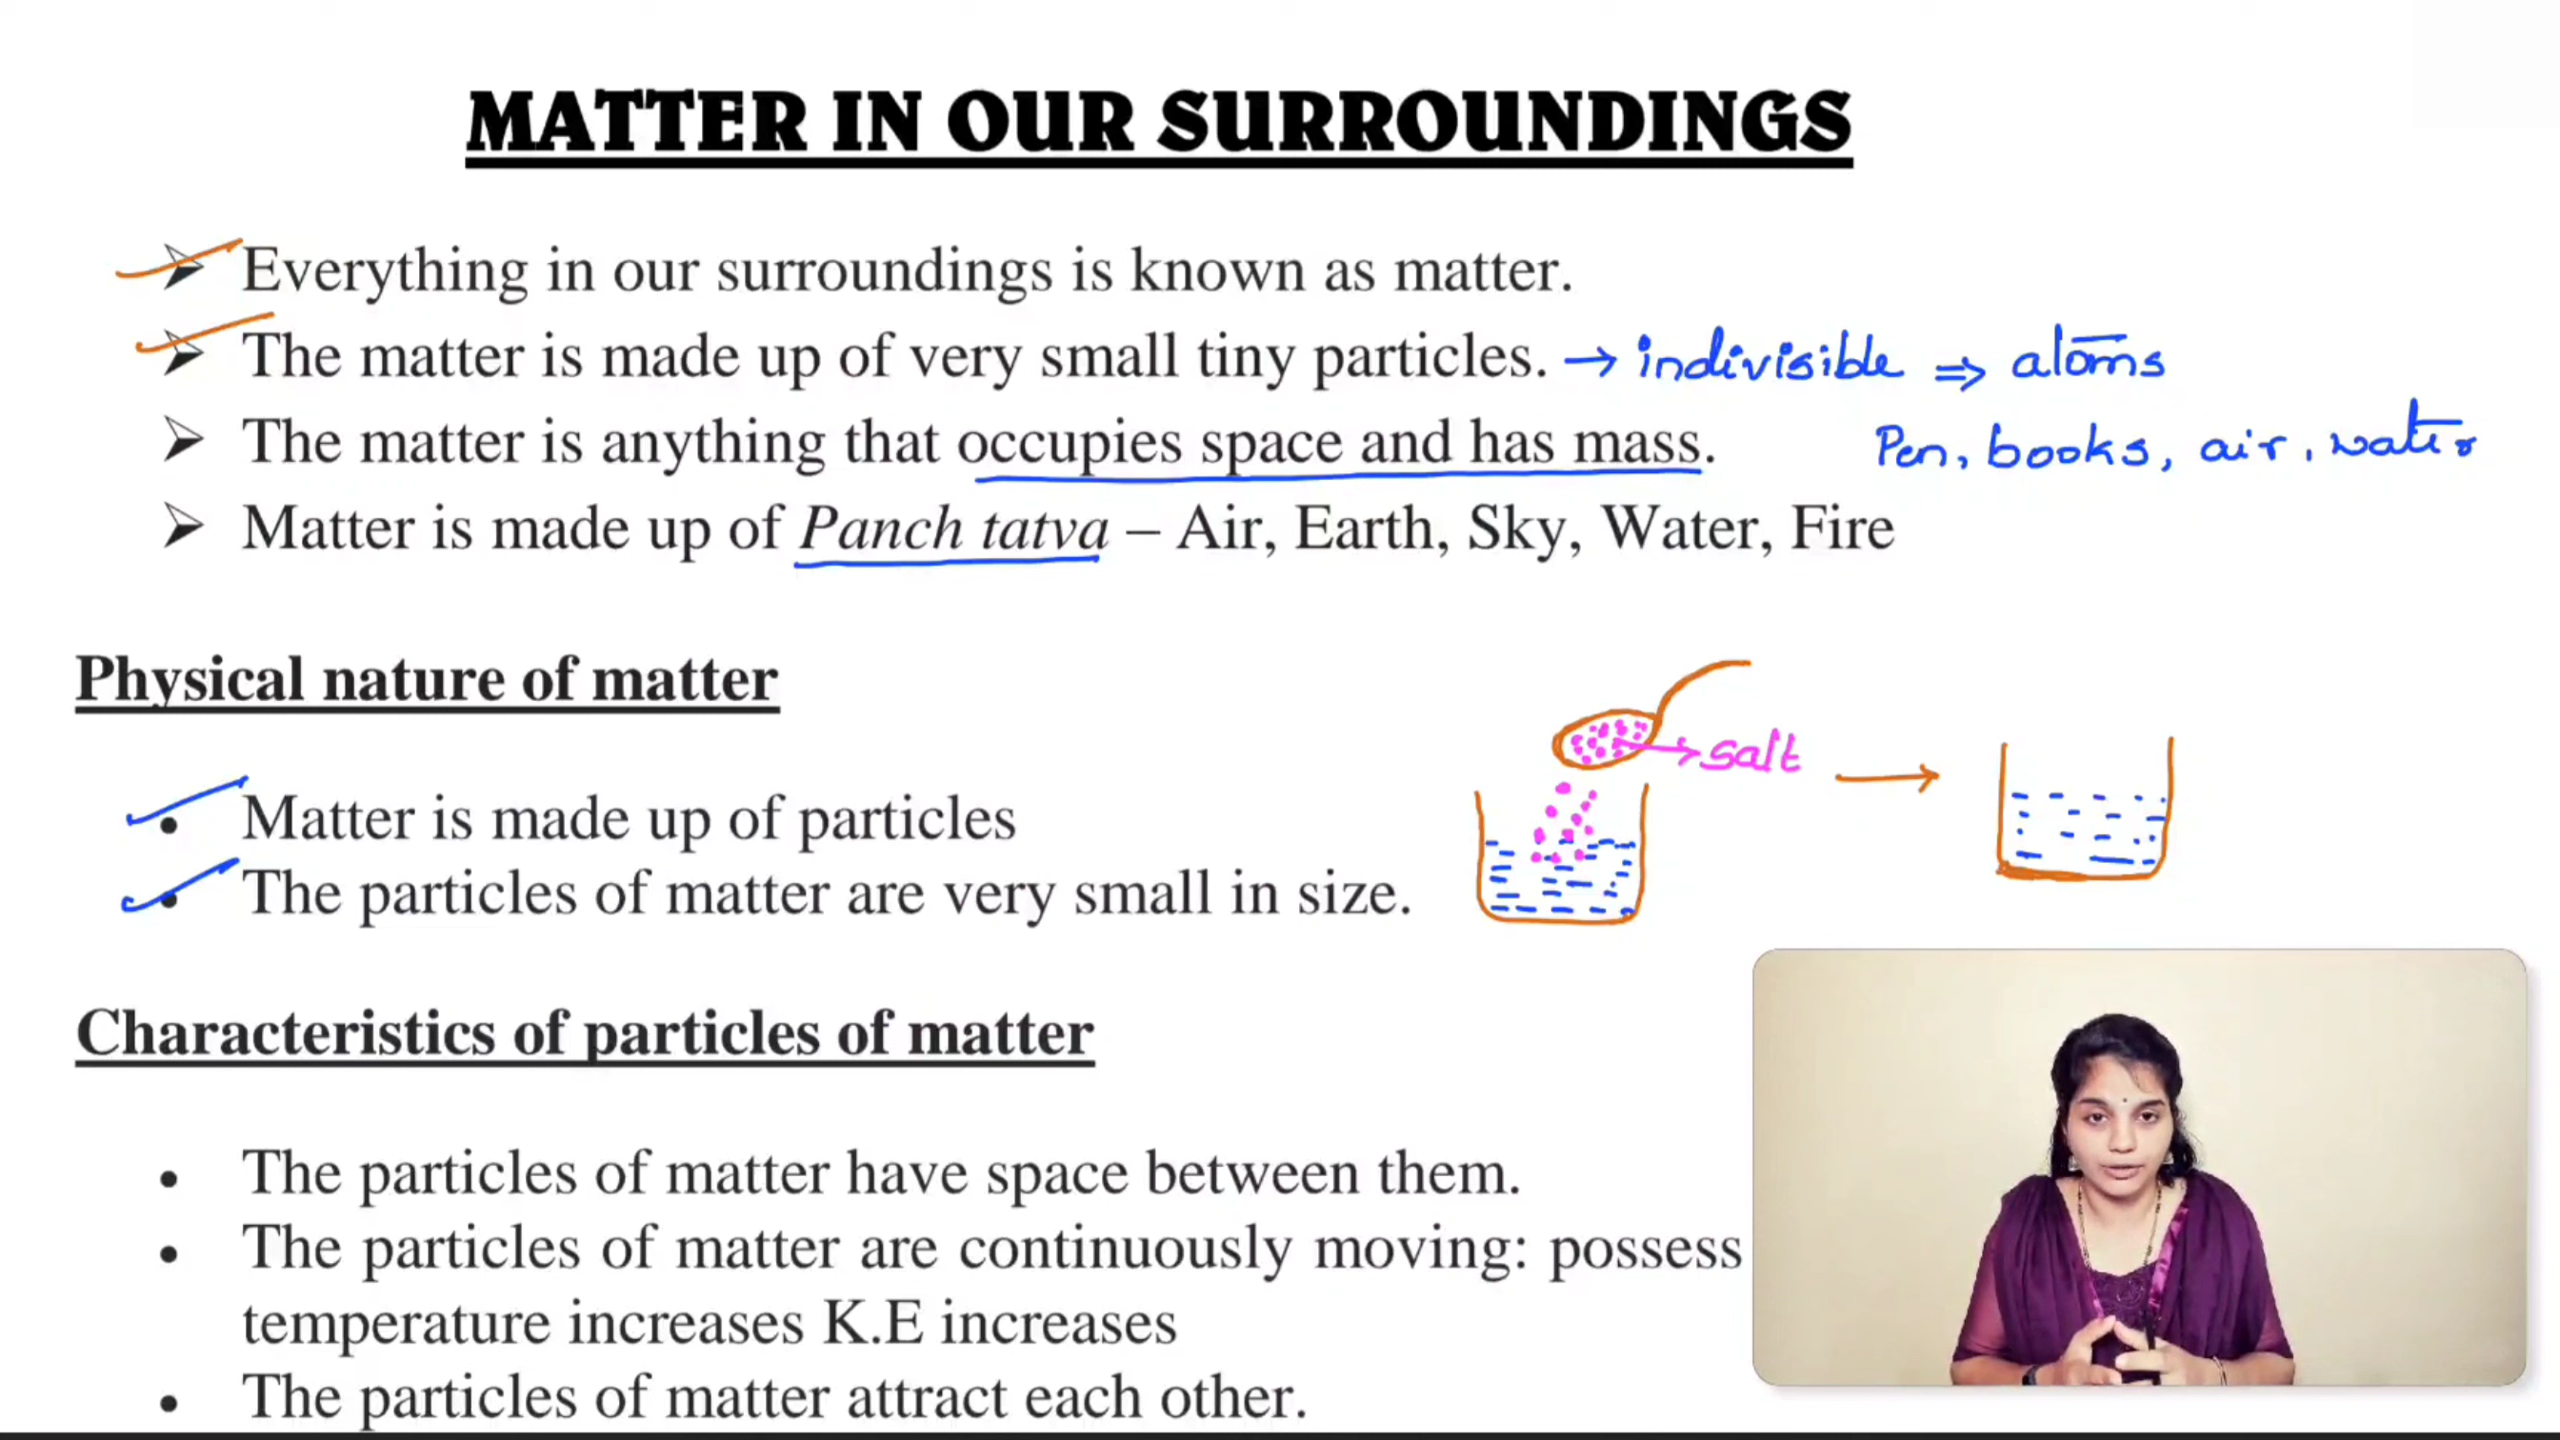 MATTER IN OUR SURROUNDINGS
➢ Everything in our surroundings is known as matter.
➢ The matter is made up of very small tiny particles. → indivisible ⇒ atoms
➢ The matter is anything that occupies space and has mass. Pen, books, air, water
➢ Matter is made up of Panch tatva – Air, Earth, Sky, Water, Fire
Physical nature of matter
salt
• Matter is made up of particles
• The particles of matter are very small in size.
Characteristics of particles of matter
• The particles of matter have space between them.
• The particles of matter are continuously moving: possess
temperature increases K.E increases
• The particles of matter attract each other.